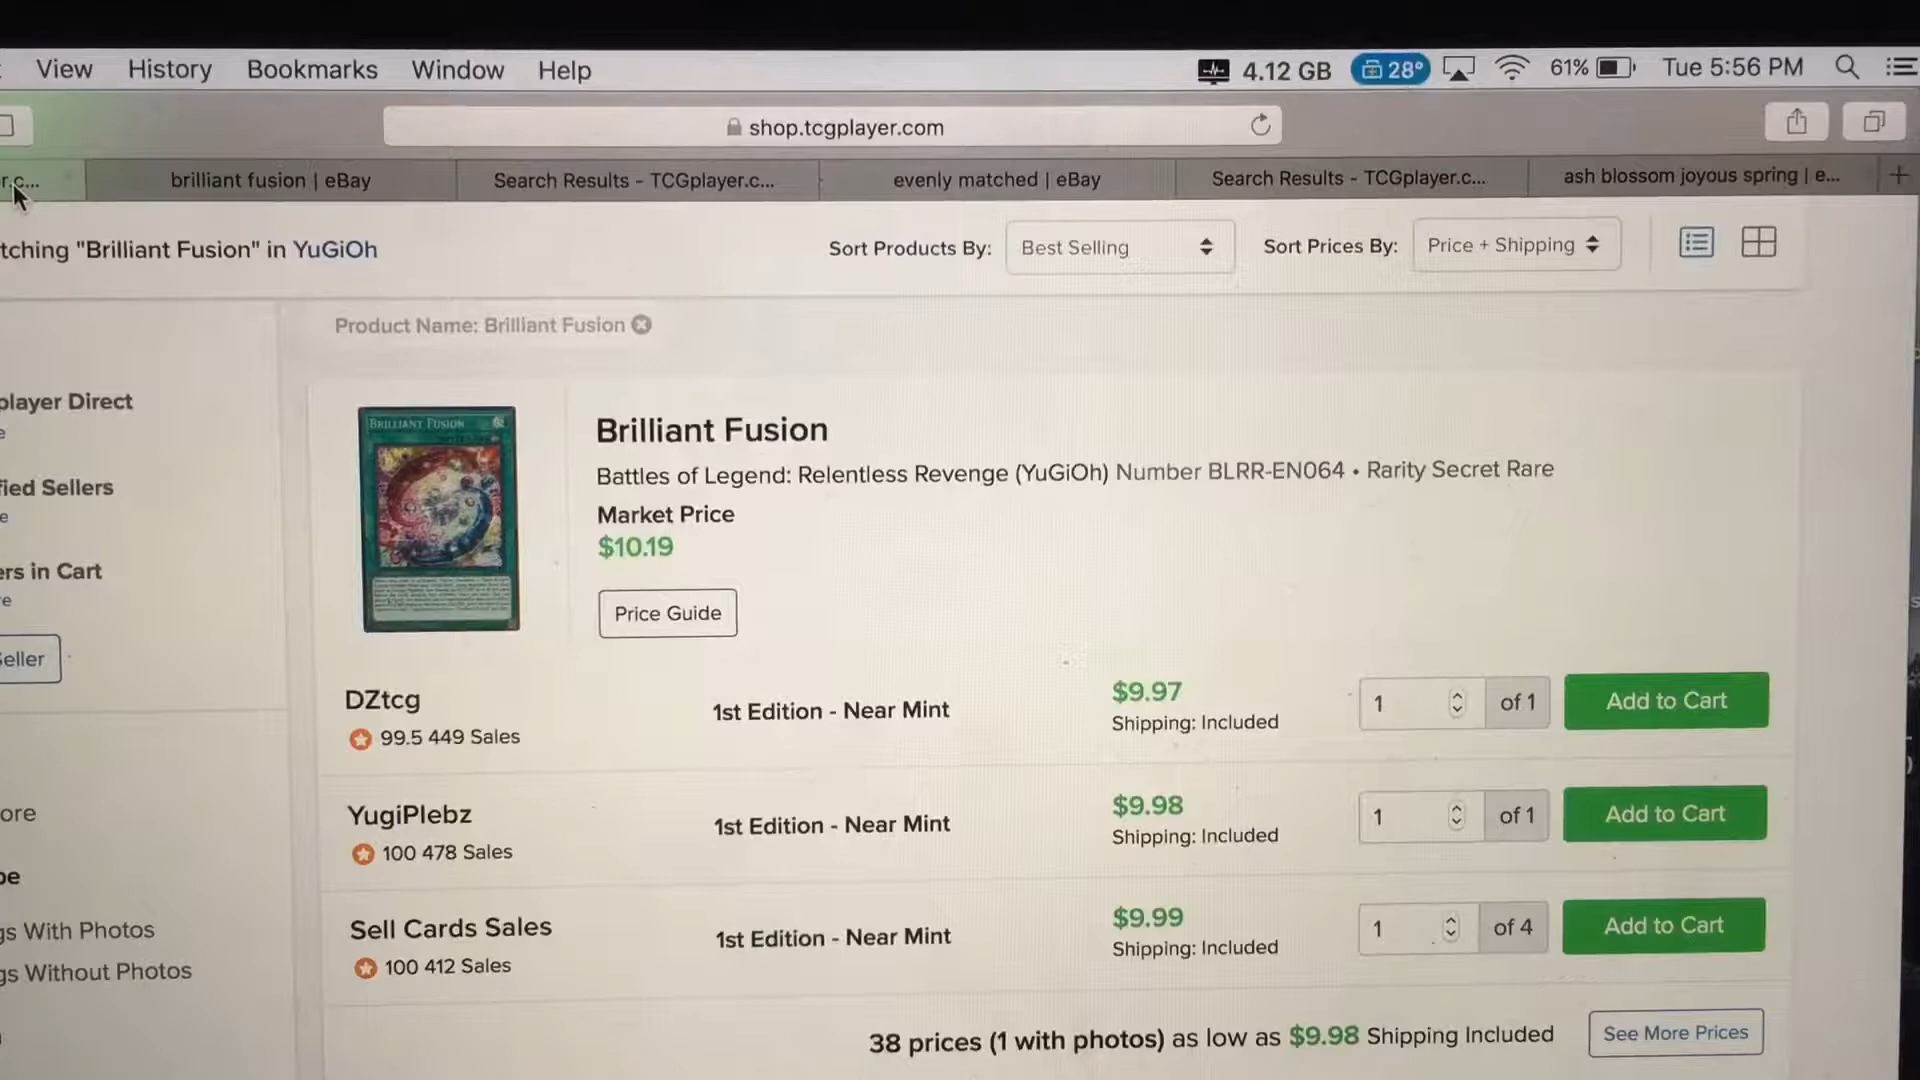 View History Bookmarks Window Help 4.12 GB 28° 61% Tue 5:56 PM
shop.tcgplayer.com
r.c... brilliant fusion | eBay Search Results - TCGplayer.c... evenly matched | eBay Search Results - TCGplayer.c... ash blossom joyous spring | e... +
tching "Brilliant Fusion" in YuGiOh Sort Products By: Best Selling Sort Prices By: Price + Shipping
Product Name: Brilliant Fusion
player Direct
e
fied Sellers
e
ers in Cart
re
Seller
ore
pe
gs With Photos
gs Without Photos
BRILLIANT FUSION
Brilliant Fusion
Battles of Legend: Relentless Revenge (YuGiOh) Number BLRR-EN064 • Rarity Secret Rare
Market Price
$10.19
Price Guide
DZtcg 1st Edition - Near Mint $9.97 1 of 1 Add to Cart
99.5 449 Sales Shipping: Included
YugiPlebz 1st Edition - Near Mint $9.98 1 of 1 Add to Cart
100 478 Sales Shipping: Included
Sell Cards Sales 1st Edition - Near Mint $9.99 1 of 4 Add to Cart
100 412 Sales Shipping: Included
38 prices (1 with photos) as low as $9.98 Shipping Included See More Prices